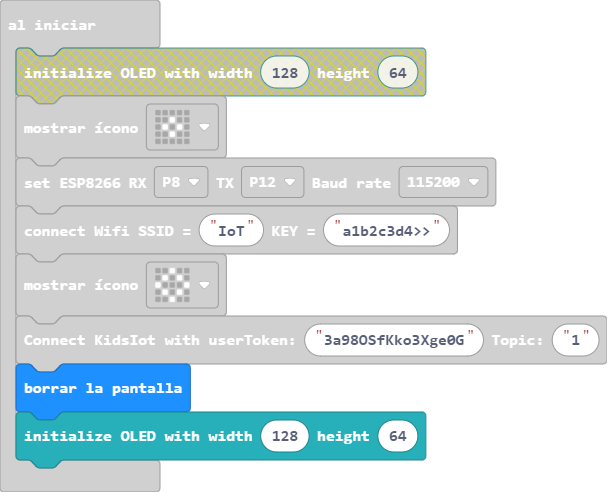 al iniciar
initialize OLED with width 128 height 64
mostrar ícono
set ESP8266 RX P8 TX P12 Baud rate 115200
connect Wifi SSID = "IoT" KEY = "a1b2c3d4>>"
mostrar ícono
Connect KidsIot with userToken: "3a98OSfKko3Xge0G" Topic: "1"
borrar la pantalla
initialize OLED with width 128 height 64